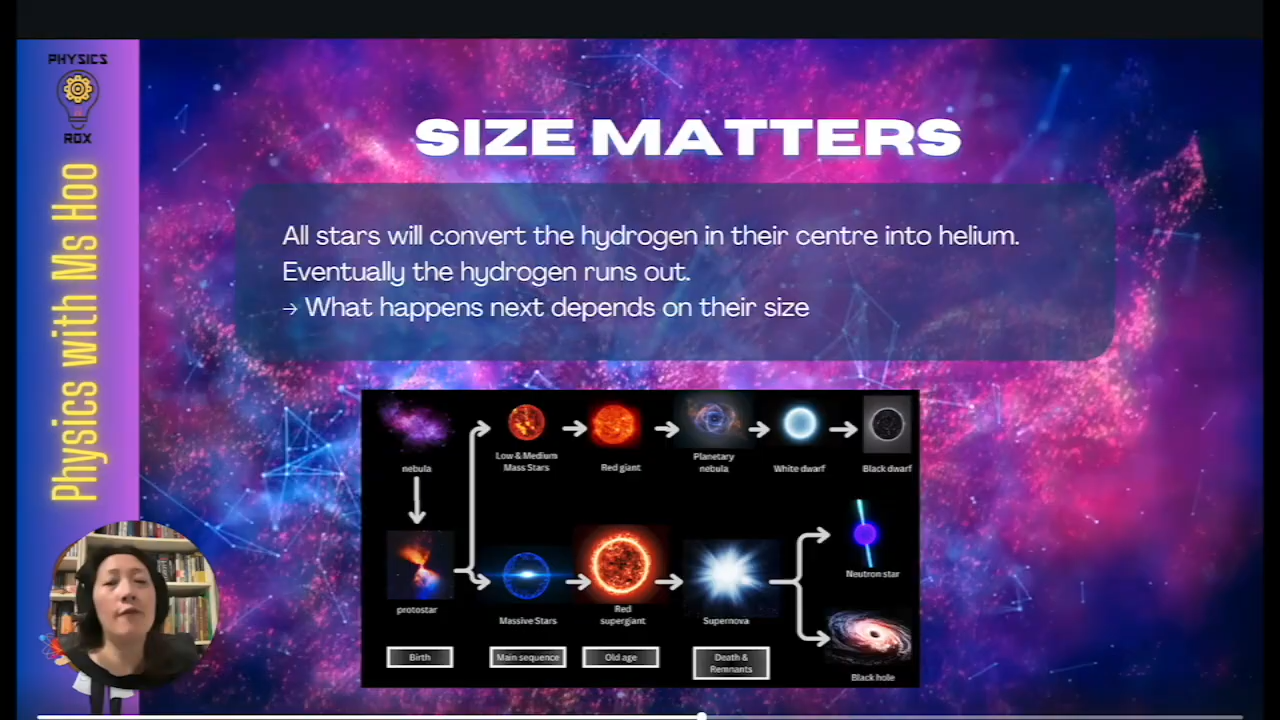 PHYSICS
ROX
Physics with Ms Hoo
SIZE MATTERS
All stars will convert the hydrogen in their centre into helium.
Eventually the hydrogen runs out.
→ What happens next depends on their size
nebula
Low & Medium
Mass Stars
Red giant
Planetary
nebula
White dwarf
Black dwarf
protostar
Massive Stars
Red
supergiant
Supernova
Neutron star
Black hole
Birth
Main sequence
Old age
Death &
Remnants